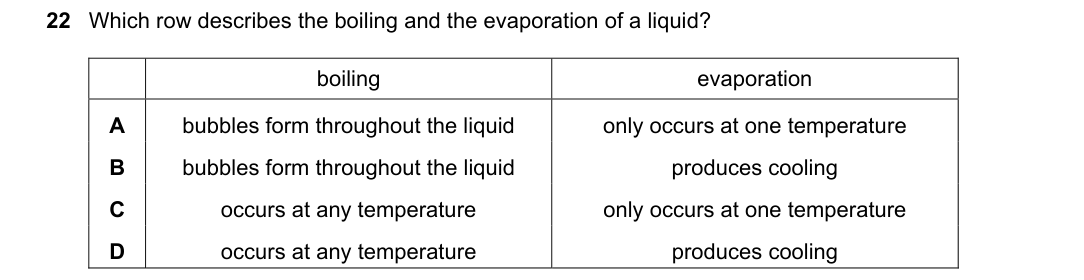 22 Which row describes the boiling and the evaporation of a liquid?
boiling evaporation
A bubbles form throughout the liquid only occurs at one temperature
B bubbles form throughout the liquid produces cooling
C occurs at any temperature only occurs at one temperature
D occurs at any temperature produces cooling